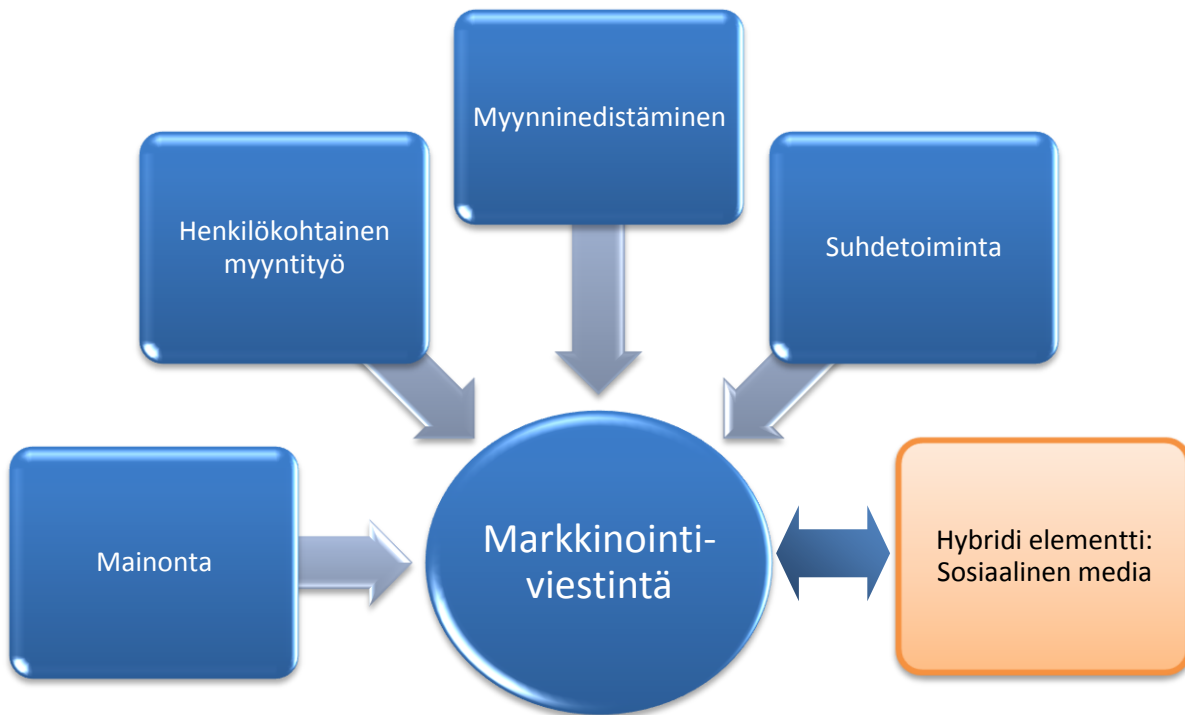 Myynninedistäminen
Henkilökohtainen
myyntityö
Suhdetoiminta
Mainonta
Markkinointi-
viestintä
Hybridi elementti:
Sosiaalinen media